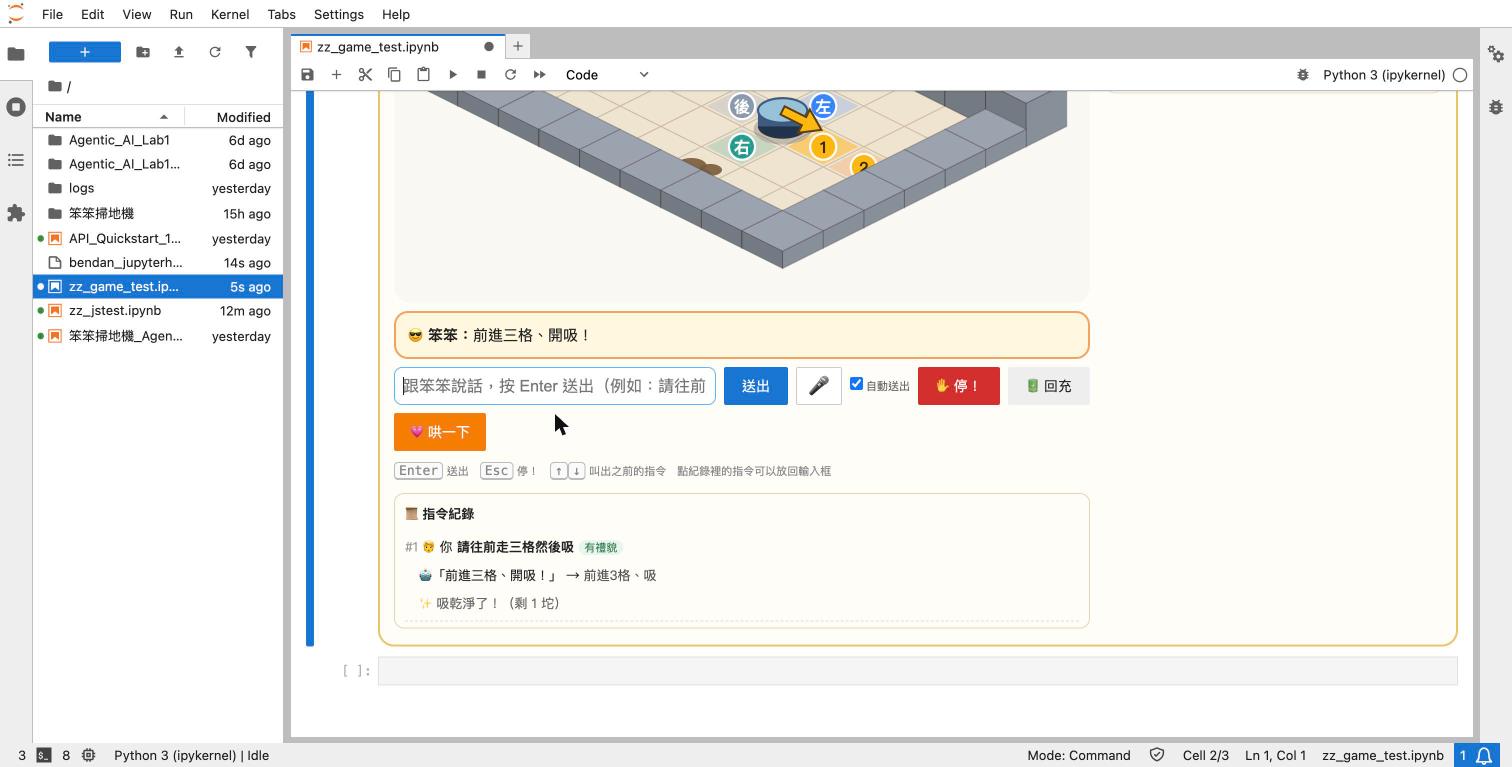 File Edit View Run Kernel Tabs Settings Help
zz_game_test.ipynb
Code
Python 3 (ipykernel)
/
Name Modified
Agentic_AI_Lab1 6d ago
Agentic_AI_Lab1... 6d ago
logs yesterday
笨笨掃地機 15h ago
API_Quickstart_1... yesterday
bendan_jupyterh... 14s ago
zz_game_test.ip... 5s ago
zz_jstest.ipynb 12m ago
笨笨掃地機_Agen... yesterday
後 左
右 1
2
笨笨：前進三格、開吸！
跟笨笨說話，按 Enter 送出（例如：請往前
送出
自動送出
停！
回充
哄一下
Enter 送出 Esc 停！ ↑ ↓ 叫出之前的指令 點紀錄裡的指令可以放回輸入框
指令紀錄
#1 你 請往前走三格然後吸 有禮貌
「前進三格、開吸！」 → 前進3格、吸
吸乾淨了！（剩 1 坨）
[ ]:
3 8 Python 3 (ipykernel) | Idle Mode: Command Cell 2/3 Ln 1, Col 1 zz_game_test.ipynb 1